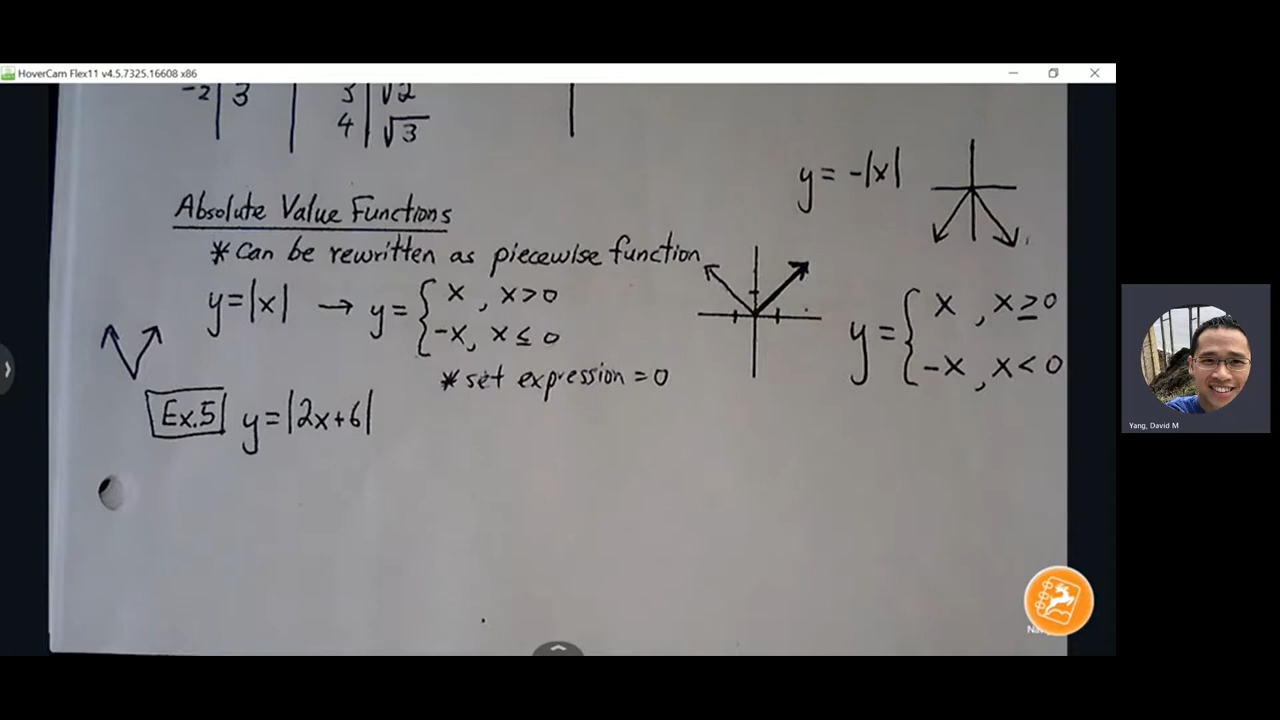 HoverCam Flex11 v4.5.7325.16608 x86
-2 | 3 | 3 | √2
4 | √3
y = -|x|
Absolute Value Functions
* Can be rewritten as piecewise function
y = |x| → y = { x , x > 0
-x, x ≤ 0
y = { x , x ≥ 0
-x , x < 0
* set expression = 0
Ex.5 y = |2x+6|
Yang, David M